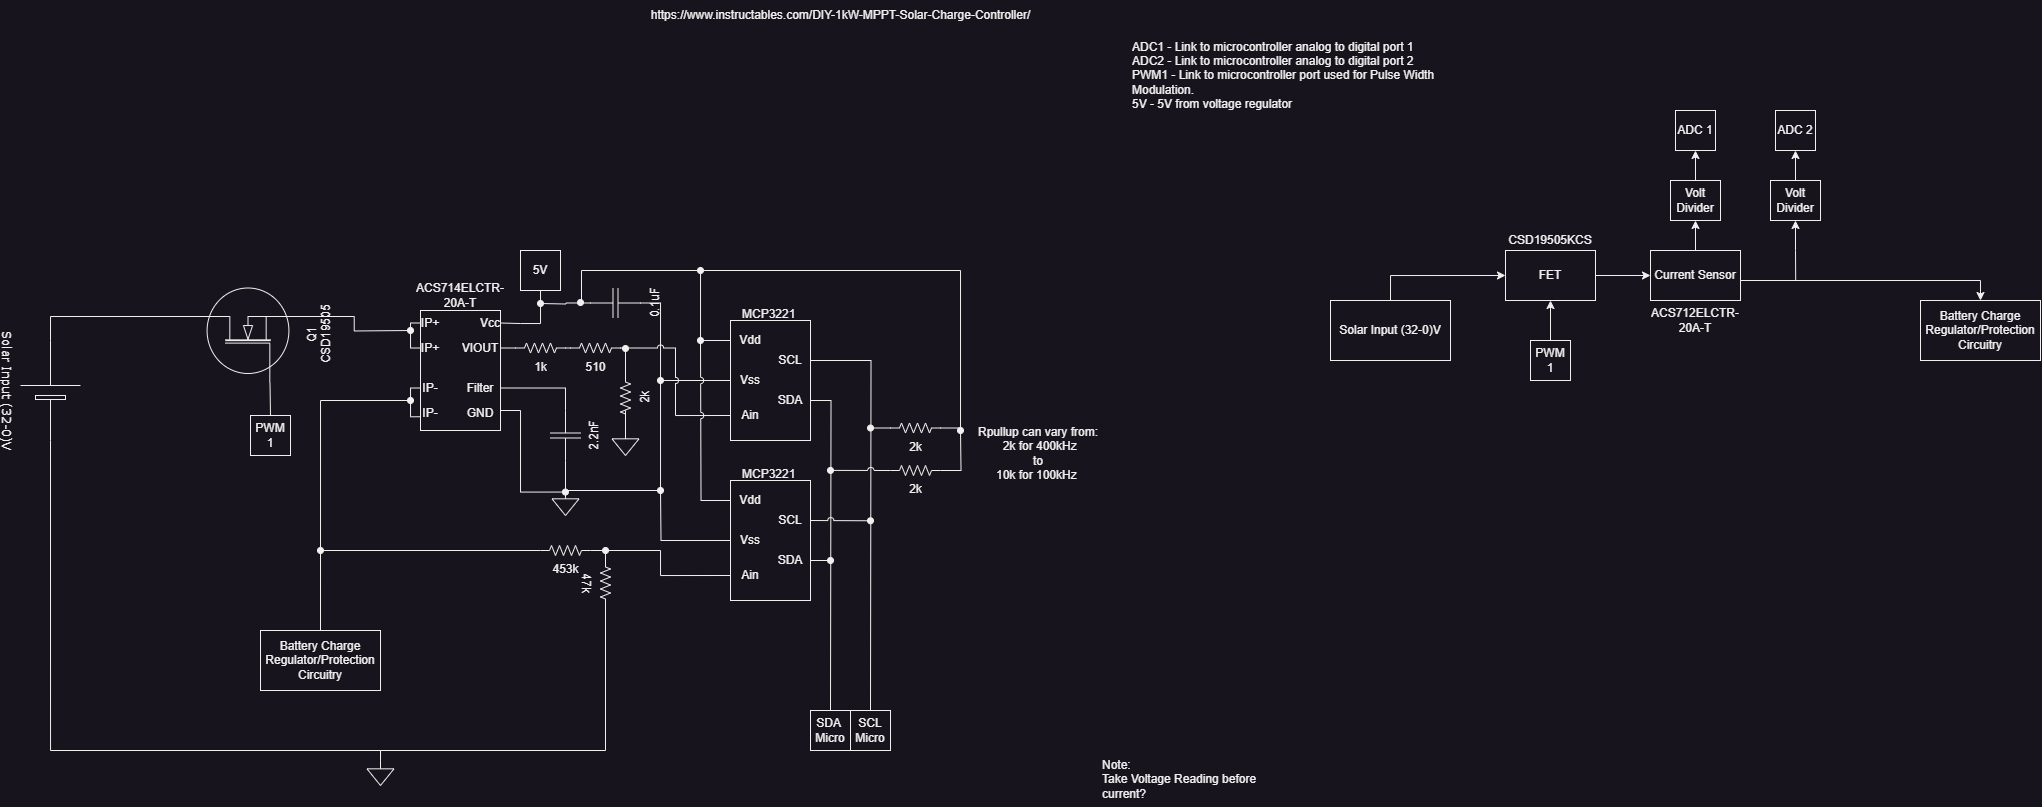 https://www.instructables.com/DIY-1kW-MPPT-Solar-Charge-Controller/
ADC1 - Link to microcontroller analog to digital port 1
ADC2 - Link to microcontroller analog to digital port 2
PWM1 - Link to microcontroller port used for Pulse Width
Modulation.
5V - 5V from voltage regulator
Solar Input (32-0)V
Q1
CSD19505
PWM
1
ACS714ELCTR-
20A-T
IP+
IP+
IP-
IP-
Vcc
VIOUT
Filter
GND
5V
0.1uF
1k
510
2k
2.2nF
MCP3221
Vdd
Vss
Ain
SCL
SDA
MCP3221
Vdd
Vss
Ain
SCL
SDA
2k
2k
Rpullup can vary from:
2k for 400kHz
to
10k for 100kHz
453k
47k
Battery Charge
Regulator/Protection
Circuitry
SDA
Micro
SCL
Micro
ADC 1
ADC 2
Volt
Divider
Volt
Divider
CSD19505KCS
FET
Current Sensor
ACS712ELCTR-
20A-T
Solar Input (32-0)V
PWM
1
Battery Charge
Regulator/Protection
Circuitry
Note:
Take Voltage Reading before
current?